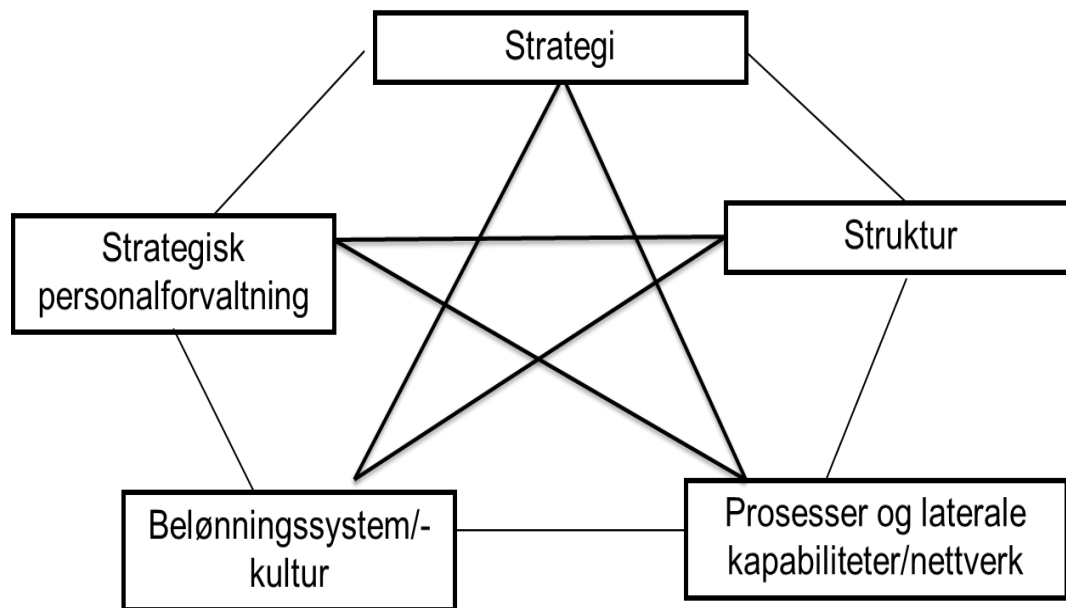 Strategi
Struktur
Strategisk
personalforvaltning
Belønningssystem/-
kultur
Prosesser og laterale
kapabiliteter/nettverk